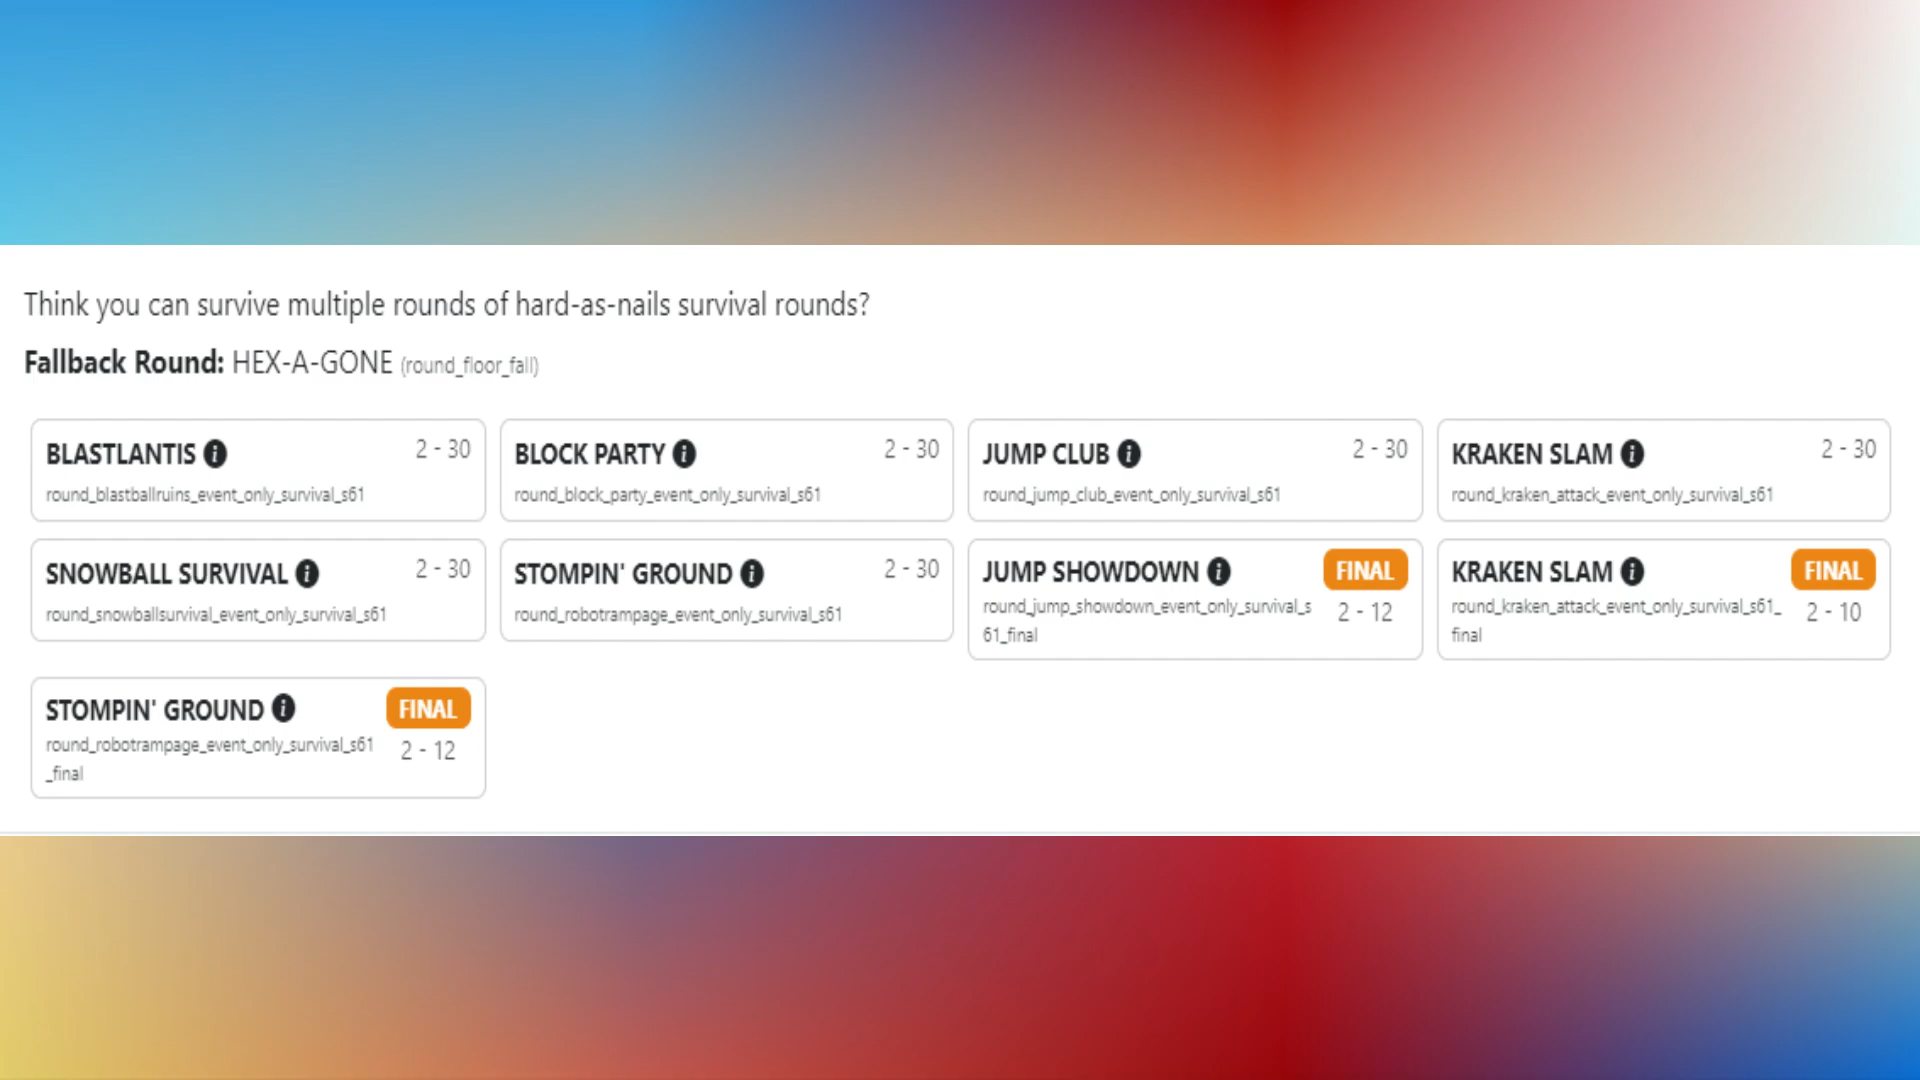 Think you can survive multiple rounds of hard-as-nails survival rounds?
Fallback Round: HEX-A-GONE (round_floor_fall)
BLASTLANTIS i 2 - 30
round_blastballruins_event_only_survival_s61
BLOCK PARTY i 2 - 30
round_block_party_event_only_survival_s61
JUMP CLUB i 2 - 30
round_jump_club_event_only_survival_s61
KRAKEN SLAM i 2 - 30
round_kraken_attack_event_only_survival_s61
SNOWBALL SURVIVAL i 2 - 30
round_snowballsurvival_event_only_survival_s61
STOMPIN' GROUND i 2 - 30
round_robotrampage_event_only_survival_s61
JUMP SHOWDOWN i FINAL
round_jump_showdown_event_only_survival_s 2 - 12
61_final
KRAKEN SLAM i FINAL
round_kraken_attack_event_only_survival_s61_ 2 - 10
final
STOMPIN' GROUND i FINAL
round_robotrampage_event_only_survival_s61 2 - 12
_final